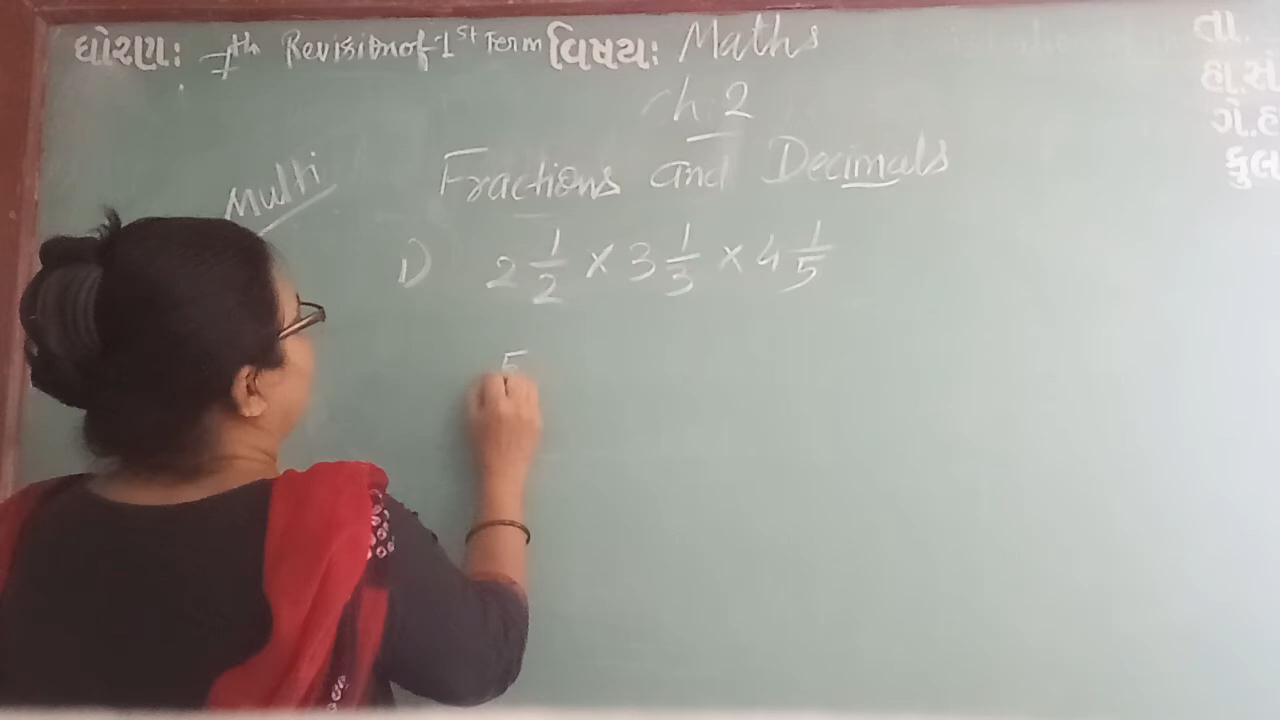 ધોરણ: 7th Revision of 1st Term વિષય: Maths
ch 2
Multi Fractions and Decimals
1) 2 1/2 × 3 1/3 × 4 1/5
5
તા.
હા.સં
ગે.હ
કુલ